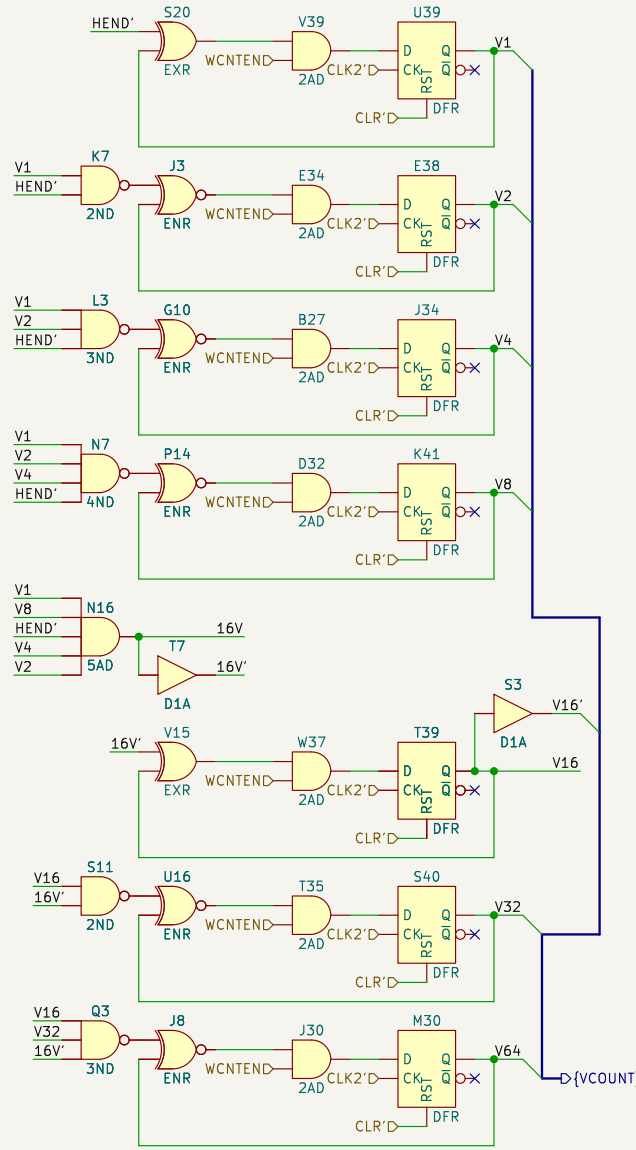 S20 V39 U39
HEND' D Q V1
WCNTEND CLK2' CK Q
EXR 2AD RST
CLR' DFR
K7 J3 E34 E38
V1
HEND' D Q V2
WCNTEND CLK2' CK Q
2ND ENR 2AD RST
CLR' DFR
L3 G10 B27 J34
V1
V2
HEND' D Q V4
WCNTEND CLK2' CK Q
3ND ENR 2AD RST
CLR' DFR
N7 P14 D32 K41
V1
V2
V4
HEND' D Q V8
WCNTEND CLK2' CK Q
4ND ENR 2AD RST
CLR' DFR
V1
V8 N16
HEND' 16V
V4 T7
V2 16V'
5AD D1A
S3
V16'
D1A
V15 W37 T39
16V' D Q V16
WCNTEND CLK2' CK Q
EXR 2AD RST
CLR' DFR
S11 U16 T35 S40
V16
16V' D Q V32
WCNTEND CLK2' CK Q
2ND ENR 2AD RST
CLR' DFR
Q3 J8 J30 M30
V16
V32
16V' D Q V64
WCNTEND CLK2' CK Q
3ND ENR 2AD RST
{VCOUNT}
CLR' DFR